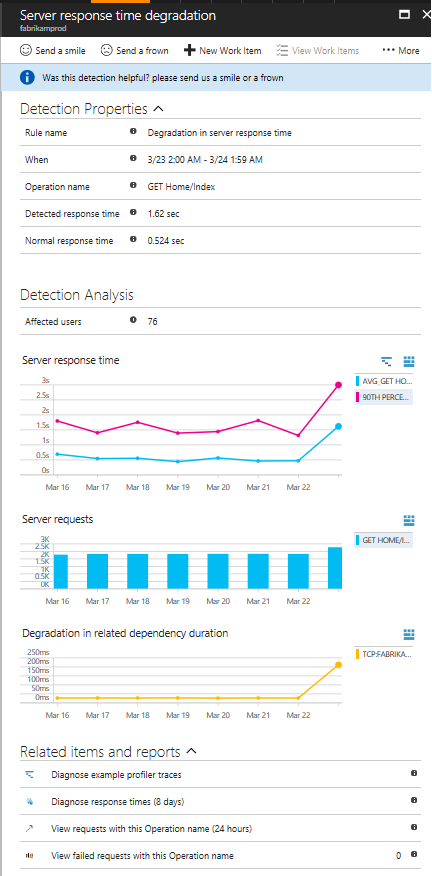 Server response time degradation
fabrikamprod
Send a smile Send a frown New Work Item View Work Items More
Was this detection helpful? please send us a smile or a frown
Detection Properties
Rule name Degradation in server response time
When 3/23 2:00 AM - 3/24 1:59 AM
Operation name GET Home/Index
Detected response time 1.62 sec
Normal response time 0.524 sec
Detection Analysis
Affected users 76
Server response time
3s
2.5s
2s
1.5s
1s
0.5s
0s
AVG_GET HO...
90TH PERCE...
Mar 16 Mar 17 Mar 18 Mar 19 Mar 20 Mar 21 Mar 22
Server requests
3K
2.5K
2K
1.5K
1K
0.5K
0K
GET HOME/I...
Mar 16 Mar 17 Mar 18 Mar 19 Mar 20 Mar 21 Mar 22
Degradation in related dependency duration
250ms
200ms
150ms
100ms
50ms
0ms
TCP:FABRIKA...
Mar 16 Mar 17 Mar 18 Mar 19 Mar 20 Mar 21 Mar 22
Related items and reports
Diagnose example profiler traces
Diagnose response times (8 days)
View requests with this Operation name (24 hours)
View failed requests with this Operation name 0